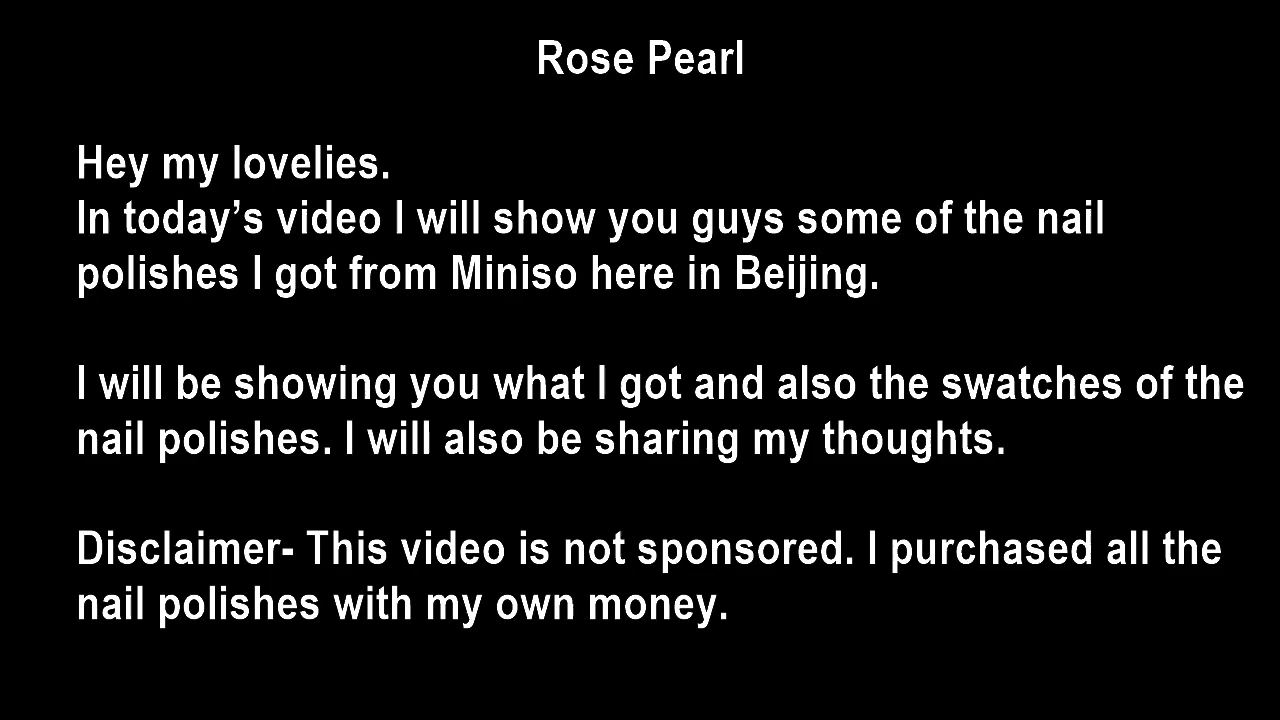 Rose Pearl
Hey my lovelies.
In today’s video I will show you guys some of the nail
polishes I got from Miniso here in Beijing.
I will be showing you what I got and also the swatches of the
nail polishes. I will also be sharing my thoughts.
Disclaimer- This video is not sponsored. I purchased all the
nail polishes with my own money.